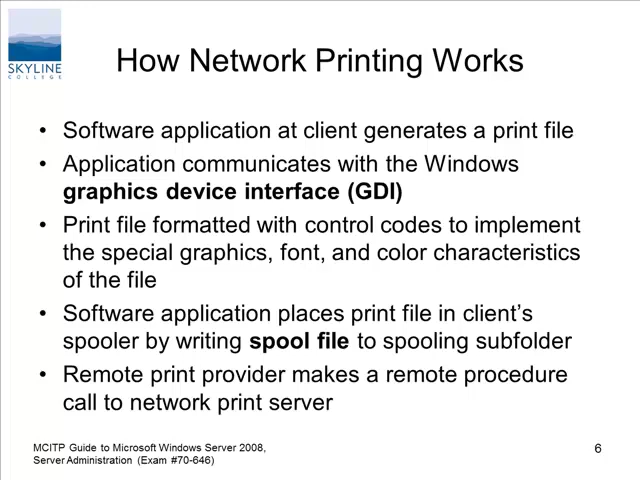 SKYLINE
COLLEGE
How Network Printing Works
• Software application at client generates a print file
• Application communicates with the Windows
graphics device interface (GDI)
• Print file formatted with control codes to implement
the special graphics, font, and color characteristics
of the file
• Software application places print file in client's
spooler by writing spool file to spooling subfolder
• Remote print provider makes a remote procedure
call to network print server
MCITP Guide to Microsoft Windows Server 2008,
Server Administration (Exam #70-646)
6